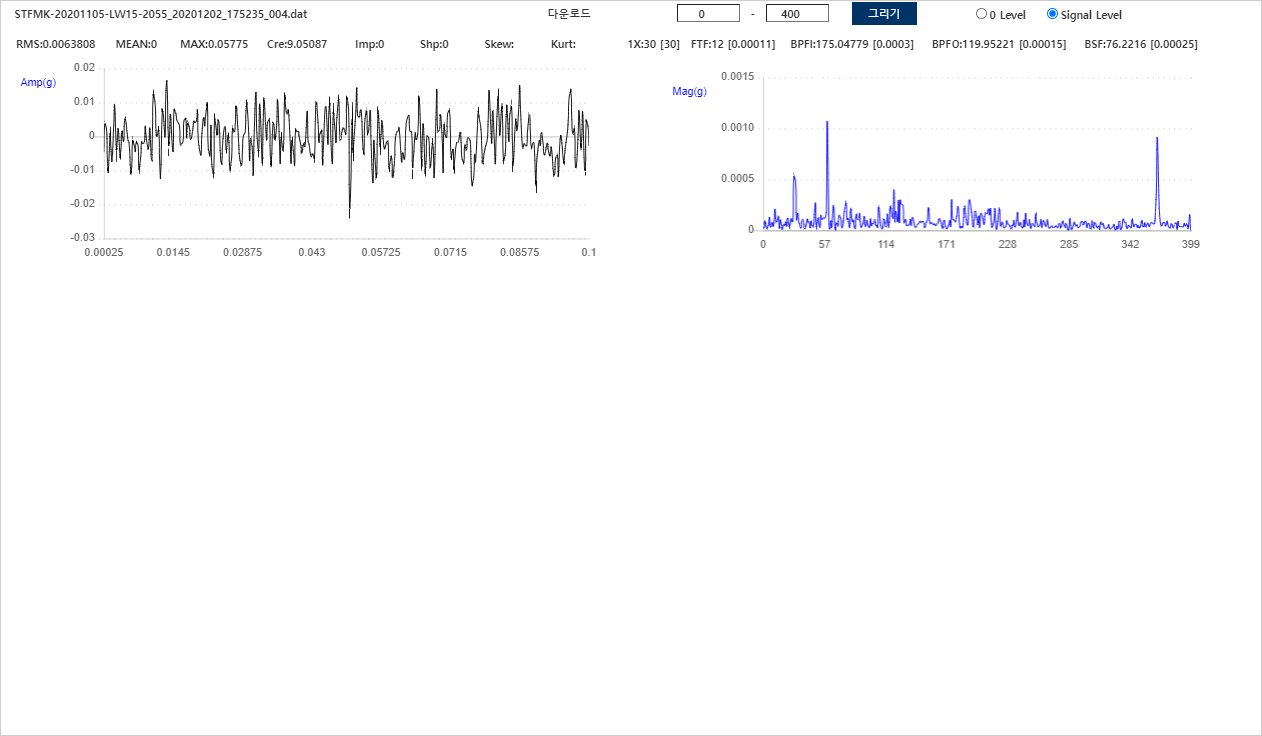 STFMK-20201105-LW15-2055_20201202_175235_004.dat 다운로드 0 - 400 그리기 0 Level Signal Level
RMS:0.0063808 MEAN:0 MAX:0.05775 Cre:9.05087 Imp:0 Shp:0 Skew: Kurt: 1X:30 [30] FTF:12 [0.00011] BPFI:175.04779 [0.0003] BPFO:119.95221 [0.00015] BSF:76.2216 [0.00025]
Amp(g)
0.02
0.01
0
-0.01
-0.02
-0.03
0.00025 0.0145 0.02875 0.043 0.05725 0.0715 0.08575 0.1
Mag(g)
0.0015
0.0010
0.0005
0
0 57 114 171 228 285 342 399